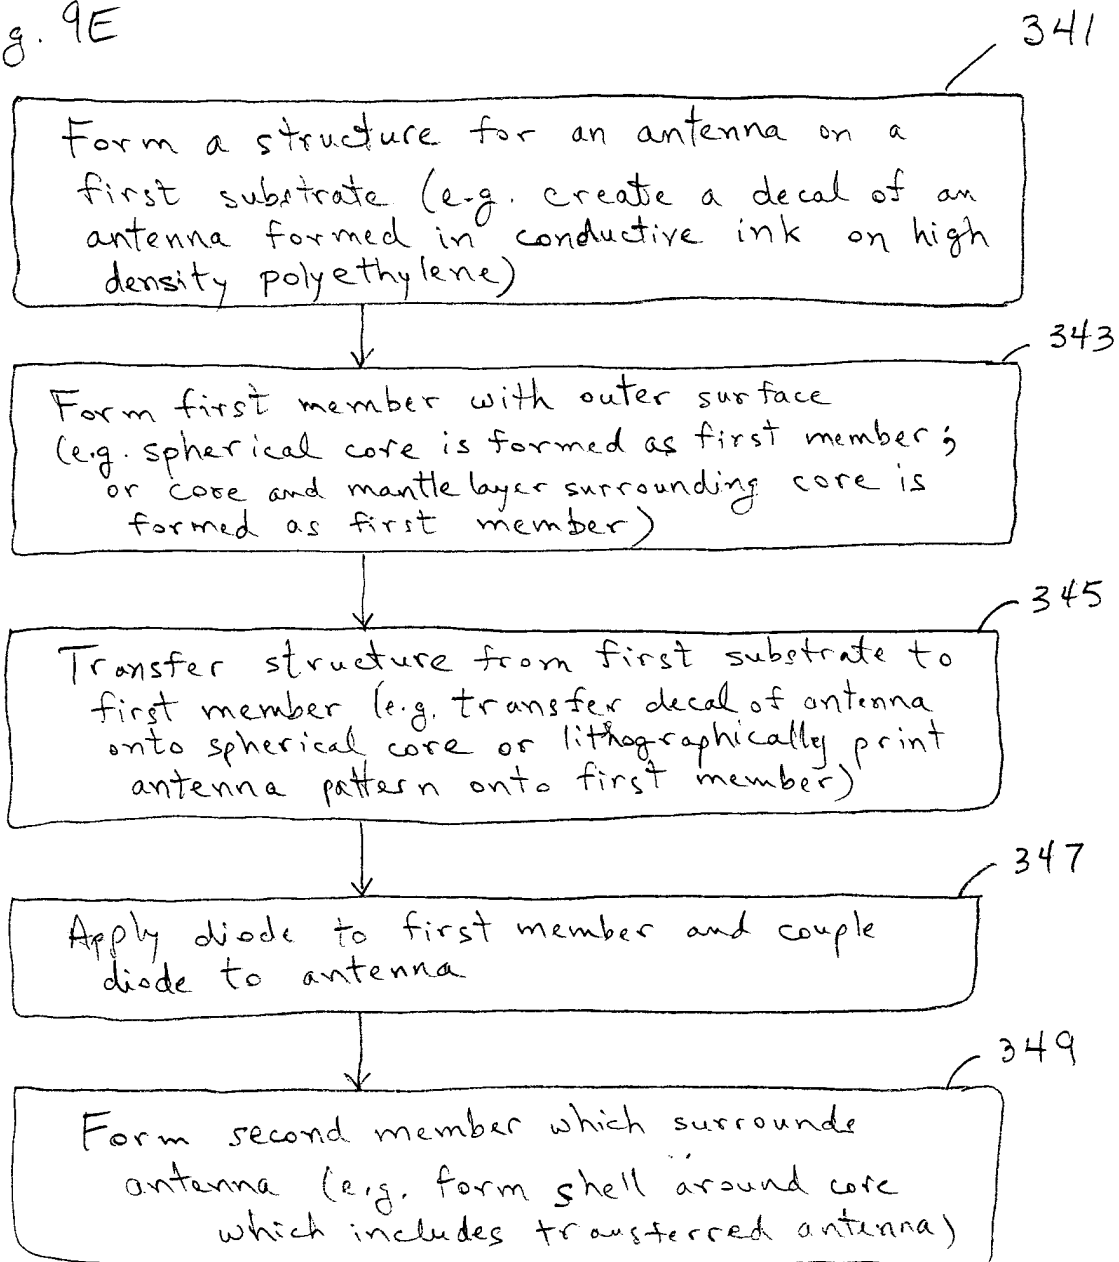 g. 9E
341
Form a structure for an antenna on a
first substrate (e.g. create a decal of an
antenna formed in conductive ink on high
density polyethylene)
343
Form first member with outer surface
(e.g. spherical core is formed as first member;
or core and mantle layer surrounding core is
formed as first member)
345
Transfer structure from first substrate to
first member (e.g. transfer decal of antenna
onto spherical core or lithographically print
antenna pattern onto first member)
347
Apply diode to first member and couple
diode to antenna
349
Form second member which surrounds
antenna (e.g. form shell around core
which includes transferred antenna)